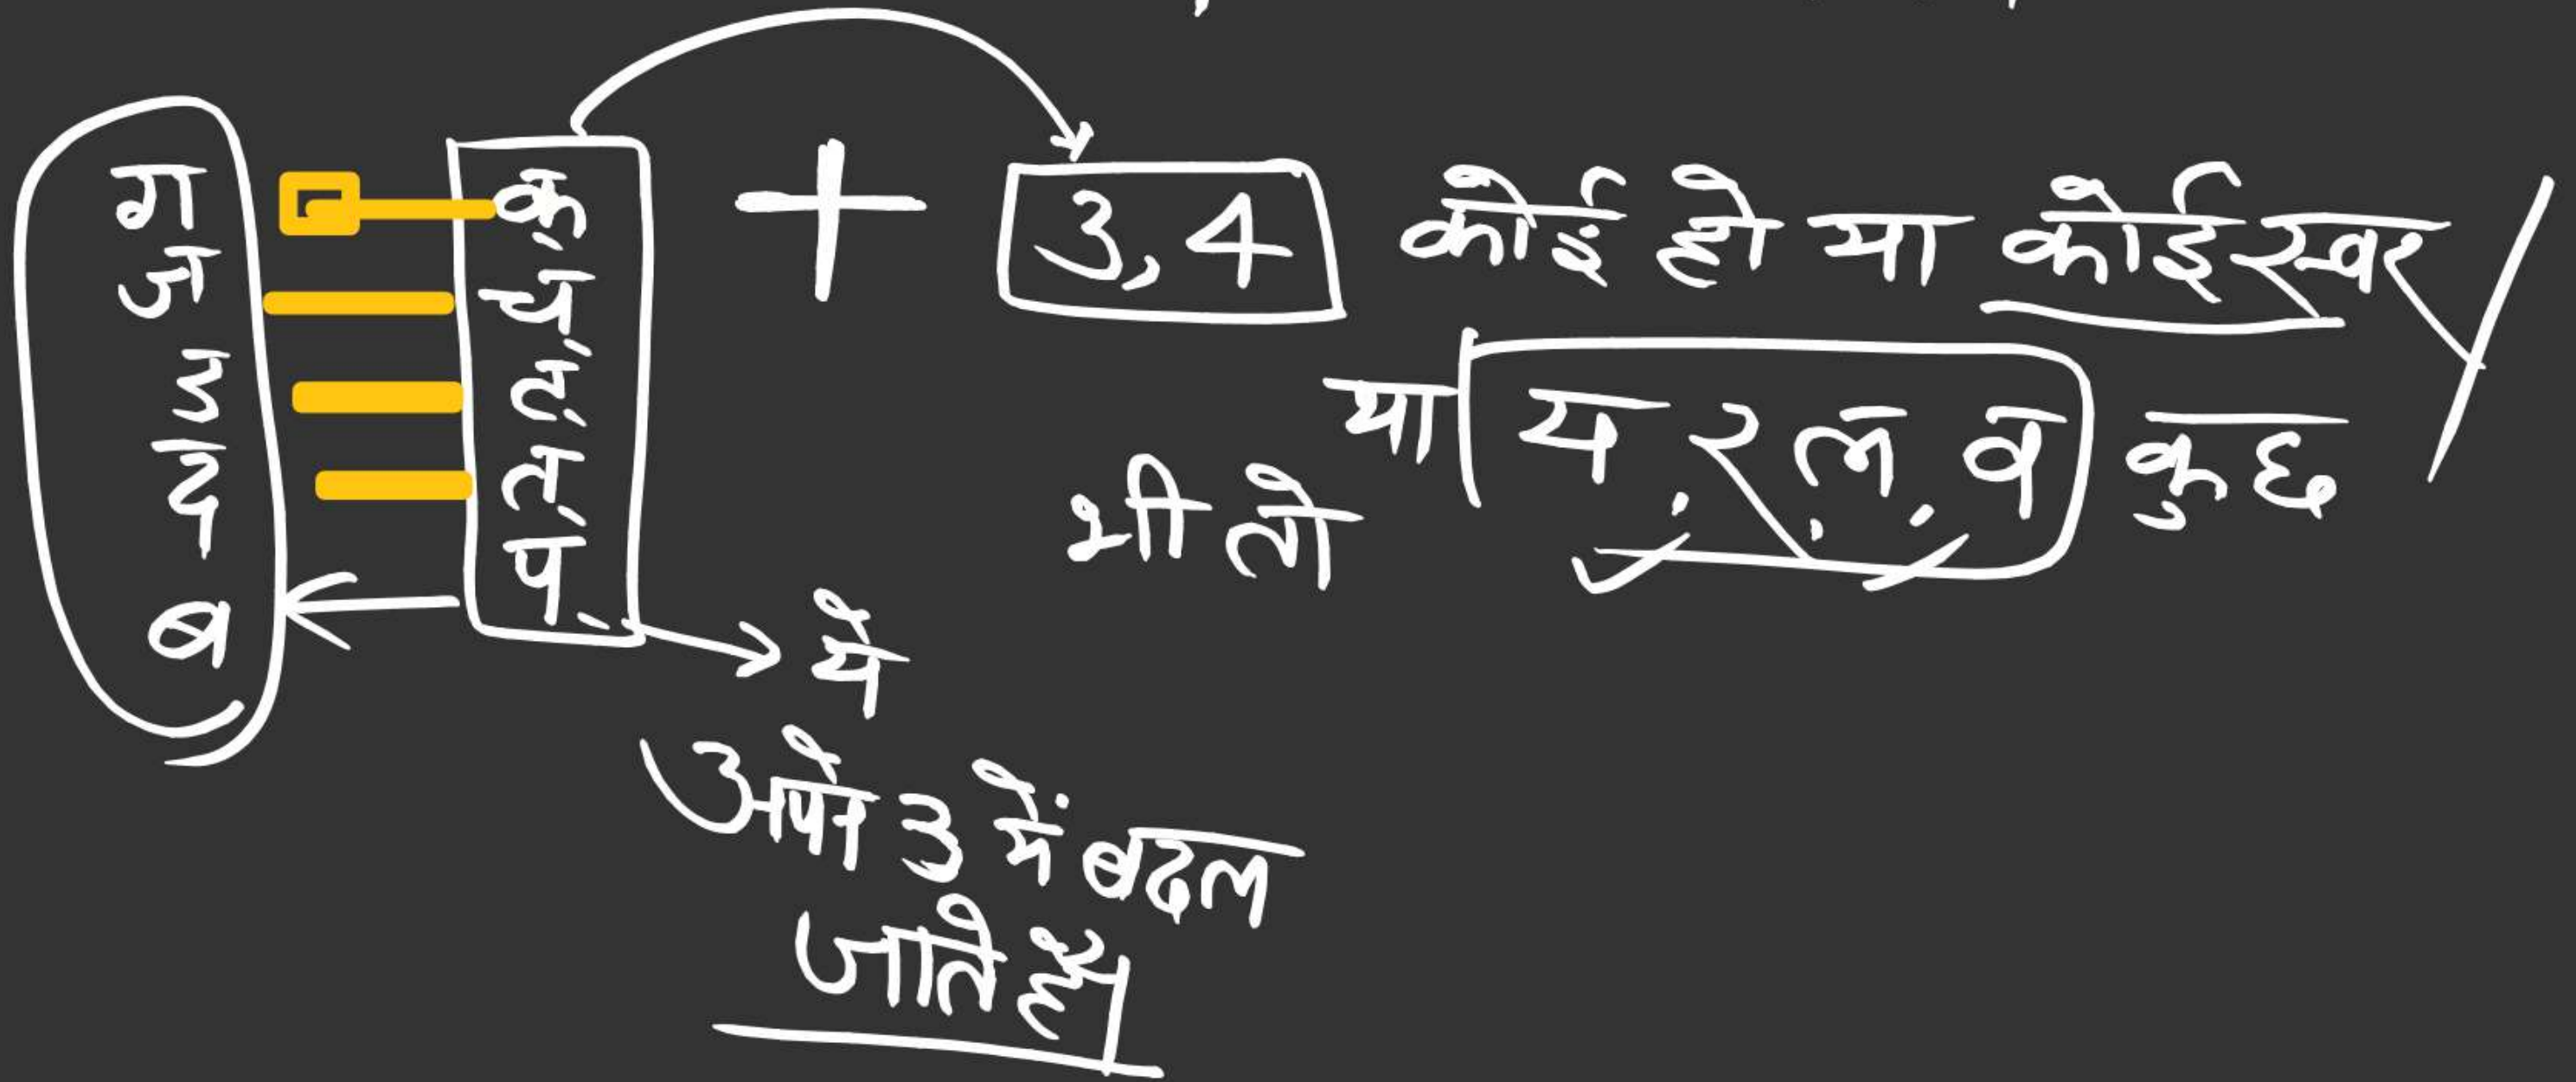 ग क् + 3,4 कोई हो या कोई स्वर
ज च्
ड ट् या य, र, ल, व कुछ
द त् भी तो
ब प् → ये
अपने 3 में बदल
जाते हैं।